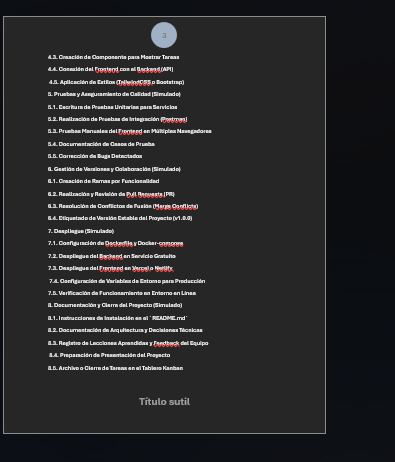 3
4.3. Creación de Componente para Mostrar Tareas
4.4. Conexión del Frontend con el Backend (API)
4.5. Aplicación de Estilos (TailwindCSS o Bootstrap)
5. Pruebas y Aseguramiento de Calidad (Simulado)
5.1. Escritura de Pruebas Unitarias para Servicios
5.2. Realización de Pruebas de Integración (Postman)
5.3. Pruebas Manuales del Frontend en Múltiples Navegadores
5.4. Documentación de Casos de Prueba
5.5. Corrección de Bugs Detectados
6. Gestión de Versiones y Colaboración (Simulado)
6.1. Creación de Ramas por Funcionalidad
6.2. Realización y Revisión de Pull Requests (PR)
6.3. Resolución de Conflictos de Fusión (Merge Conflicts)
6.4. Etiquetado de Versión Estable del Proyecto (v1.0.0)
7. Despliegue (Simulado)
7.1. Configuración de Dockerfile y Docker-compose
7.2. Despliegue del Backend en Servicio Gratuito
7.3. Despliegue del Frontend en Vercel o Netlify
7.4. Configuración de Variables de Entorno para Producción
7.5. Verificación de Funcionamiento en Entorno en Línea
8. Documentación y Cierre del Proyecto (Simulado)
8.1. Instrucciones de Instalación en el `README.md`
8.2. Documentación de Arquitectura y Decisiones Técnicas
8.3. Registro de Lecciones Aprendidas y Feedback del Equipo
8.4. Preparación de Presentación del Proyecto
8.5. Archivo o Cierre de Tareas en el Tablero Kanban
Título sutil